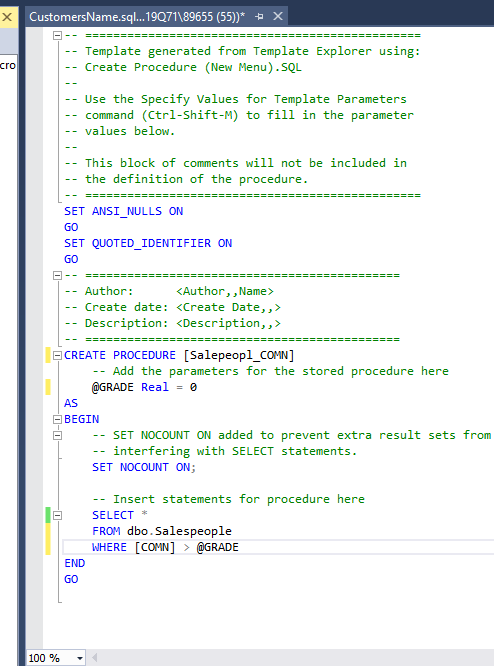 CustomersName.sql...19Q71\89655 (55))*
cro
-- =============================================
-- Template generated from Template Explorer using:
-- Create Procedure (New Menu).SQL
--
-- Use the Specify Values for Template Parameters
-- command (Ctrl-Shift-M) to fill in the parameter
-- values below.
--
-- This block of comments will not be included in
-- the definition of the procedure.
-- =============================================
SET ANSI_NULLS ON
GO
SET QUOTED_IDENTIFIER ON
GO
-- =============================================
-- Author:      <Author,,Name>
-- Create date: <Create Date,,>
-- Description: <Description,,>
-- =============================================
CREATE PROCEDURE [Salepeopl_COMN]
    -- Add the parameters for the stored procedure here
    @GRADE Real = 0
AS
BEGIN
    -- SET NOCOUNT ON added to prevent extra result sets from
    -- interfering with SELECT statements.
    SET NOCOUNT ON;
    -- Insert statements for procedure here
    SELECT *
    FROM dbo.Salespeople
    WHERE [COMN] > @GRADE
END
GO
100 %